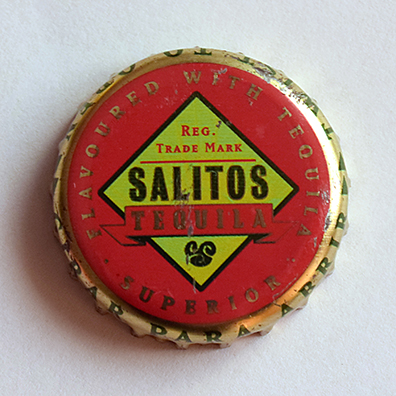 FLAVOURED WITH TEQUILA
REG.
TRADE MARK
SALITOS
TEQUILA
SUPERIOR
PARA